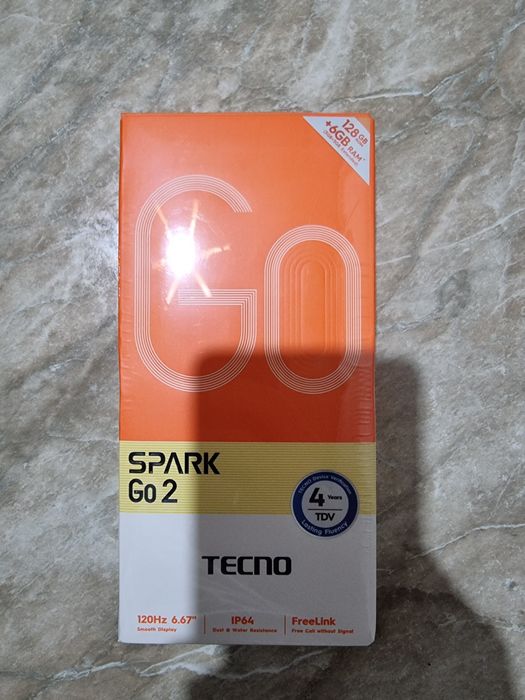 128GB
+6GB RAM
Go
SPARK
Go 2
TECNO Device Verification
4 Years
TDV
Lasting Fluency
TECNO
120Hz 6.67"
Smooth Display
IP64
Dust & Water Resistance
FreeLink
Free Call without Signal